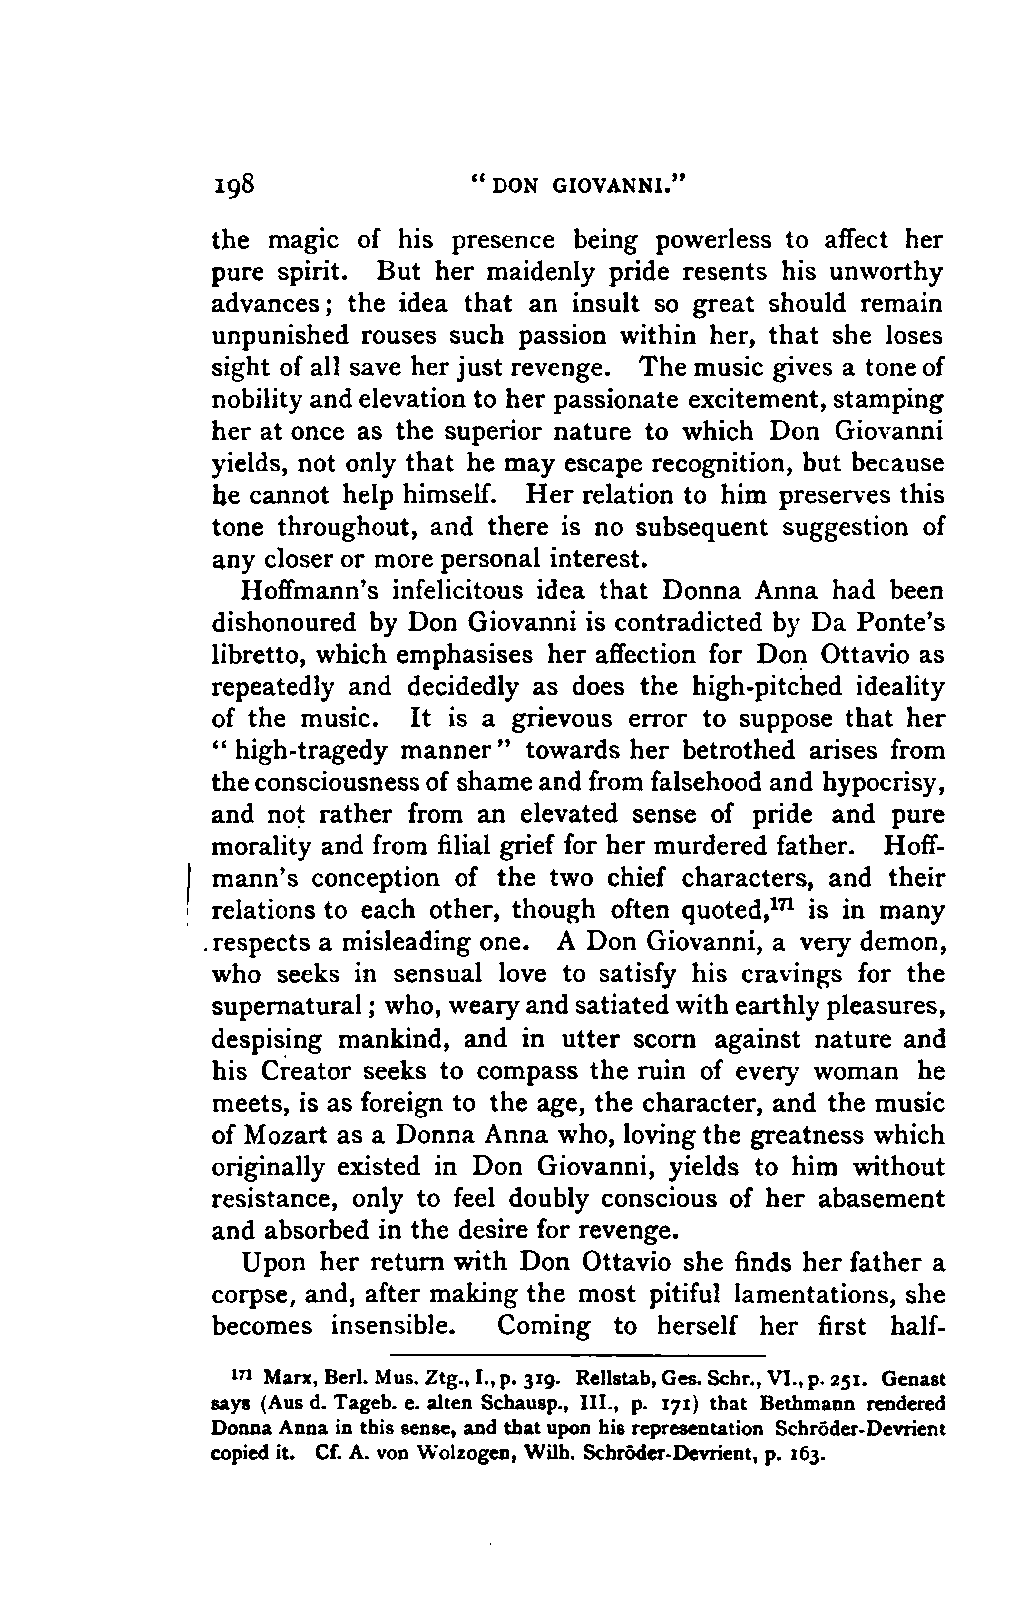 198 “ DON GIOVANNI.”
the magic of his presence being powerless to affect her
pure spirit. But her maidenly pride resents his unworthy
advances; the idea that an insult so great should remain
unpunished rouses such passion within her, that she loses
sight of all save her just revenge. The music gives a tone of
nobility and elevation to her passionate excitement, stamping
her at once as the superior nature to which Don Giovanni
yields, not only that he may escape recognition, but because
he cannot help himself. Her relation to him preserves this
tone throughout, and there is no subsequent suggestion of
any closer or more personal interest.
Hoffmann's infelicitous idea that Donna Anna had been
dishonoured by Don Giovanni is contradicted by Da Ponte's
libretto, which emphasises her affection for Don Ottavio as
repeatedly and decidedly as does the high-pitched ideality
of the music. It is a grievous error to suppose that her
“ high-tragedy manner” towards her betrothed arises from
the consciousness of shame and from falsehood and hypocrisy,
and not rather from an elevated sense of pride and pure
morality and from filial grief for her murdered father. Hoff-
mann's conception of the two chief characters, and their
relations to each other, though often quoted,¹⁷¹ is in many
respects a misleading one. A Don Giovanni, a very demon,
who seeks in sensual love to satisfy his cravings for the
supernatural; who, weary and satiated with earthly pleasures,
despising mankind, and in utter scorn against nature and
his Creator seeks to compass the ruin of every woman he
meets, is as foreign to the age, the character, and the music
of Mozart as a Donna Anna who, loving the greatness which
originally existed in Don Giovanni, yields to him without
resistance, only to feel doubly conscious of her abasement
and absorbed in the desire for revenge.
Upon her return with Don Ottavio she finds her father a
corpse, and, after making the most pitiful lamentations, she
becomes insensible. Coming to herself her first half-
¹⁷¹ Marx, Berl. Mus. Ztg., I., p. 319. Rellstab, Ges. Schr., VI., p. 251. Genast
says (Aus d. Tageb. e. alten Schausp., III., p. 171) that Bethmann rendered
Donna Anna in this sense, and that upon his representation Schröder-Devrient
copied it. Cf. A. von Wolzogen, Wilh. Schröder-Devrient, p. 163.